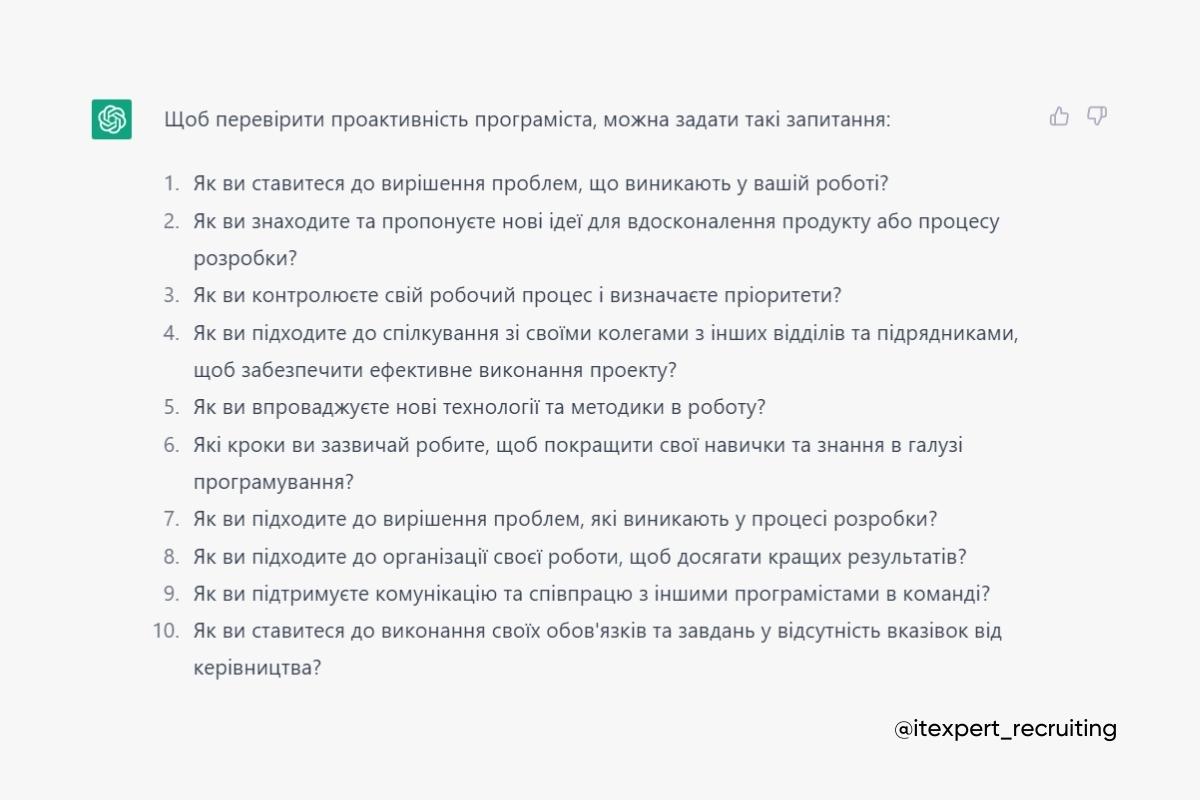 Щоб перевірити проактивність програміста, можна задати такі запитання:
1. Як ви ставитеся до вирішення проблем, що виникають у вашій роботі?
2. Як ви знаходите та пропонуєте нові ідеї для вдосконалення продукту або процесу
розробки?
3. Як ви контролюєте свій робочий процес і визначаєте пріоритети?
4. Як ви підходите до спілкування зі своїми колегами з інших відділів та підрядниками,
щоб забезпечити ефективне виконання проекту?
5. Як ви впроваджуєте нові технології та методики в роботу?
6. Які кроки ви зазвичай робите, щоб покращити свої навички та знання в галузі
програмування?
7. Як ви підходите до вирішення проблем, які виникають у процесі розробки?
8. Як ви підходите до організації своєї роботи, щоб досягати кращих результатів?
9. Як ви підтримуєте комунікацію та співпрацю з іншими програмістами в команді?
10. Як ви ставитеся до виконання своїх обов'язків та завдань у відсутність вказівок від
керівництва?
@itexpert_recruiting